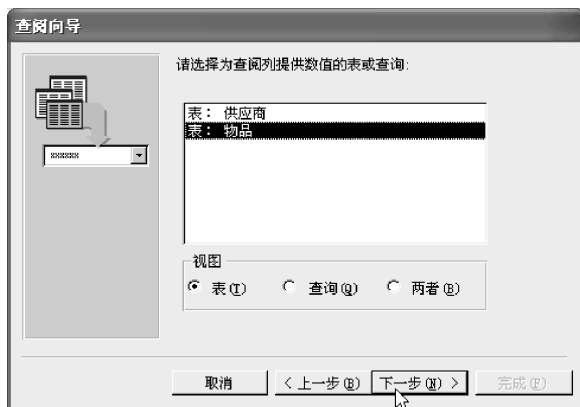 查阅向导
请选择为查阅列提供数值的表或查询:
表: 供应商
表: 物品
视图
表(T) 查询(Q) 两者(B)
取消 < 上一步(B) 下一步(N) > 完成(F)